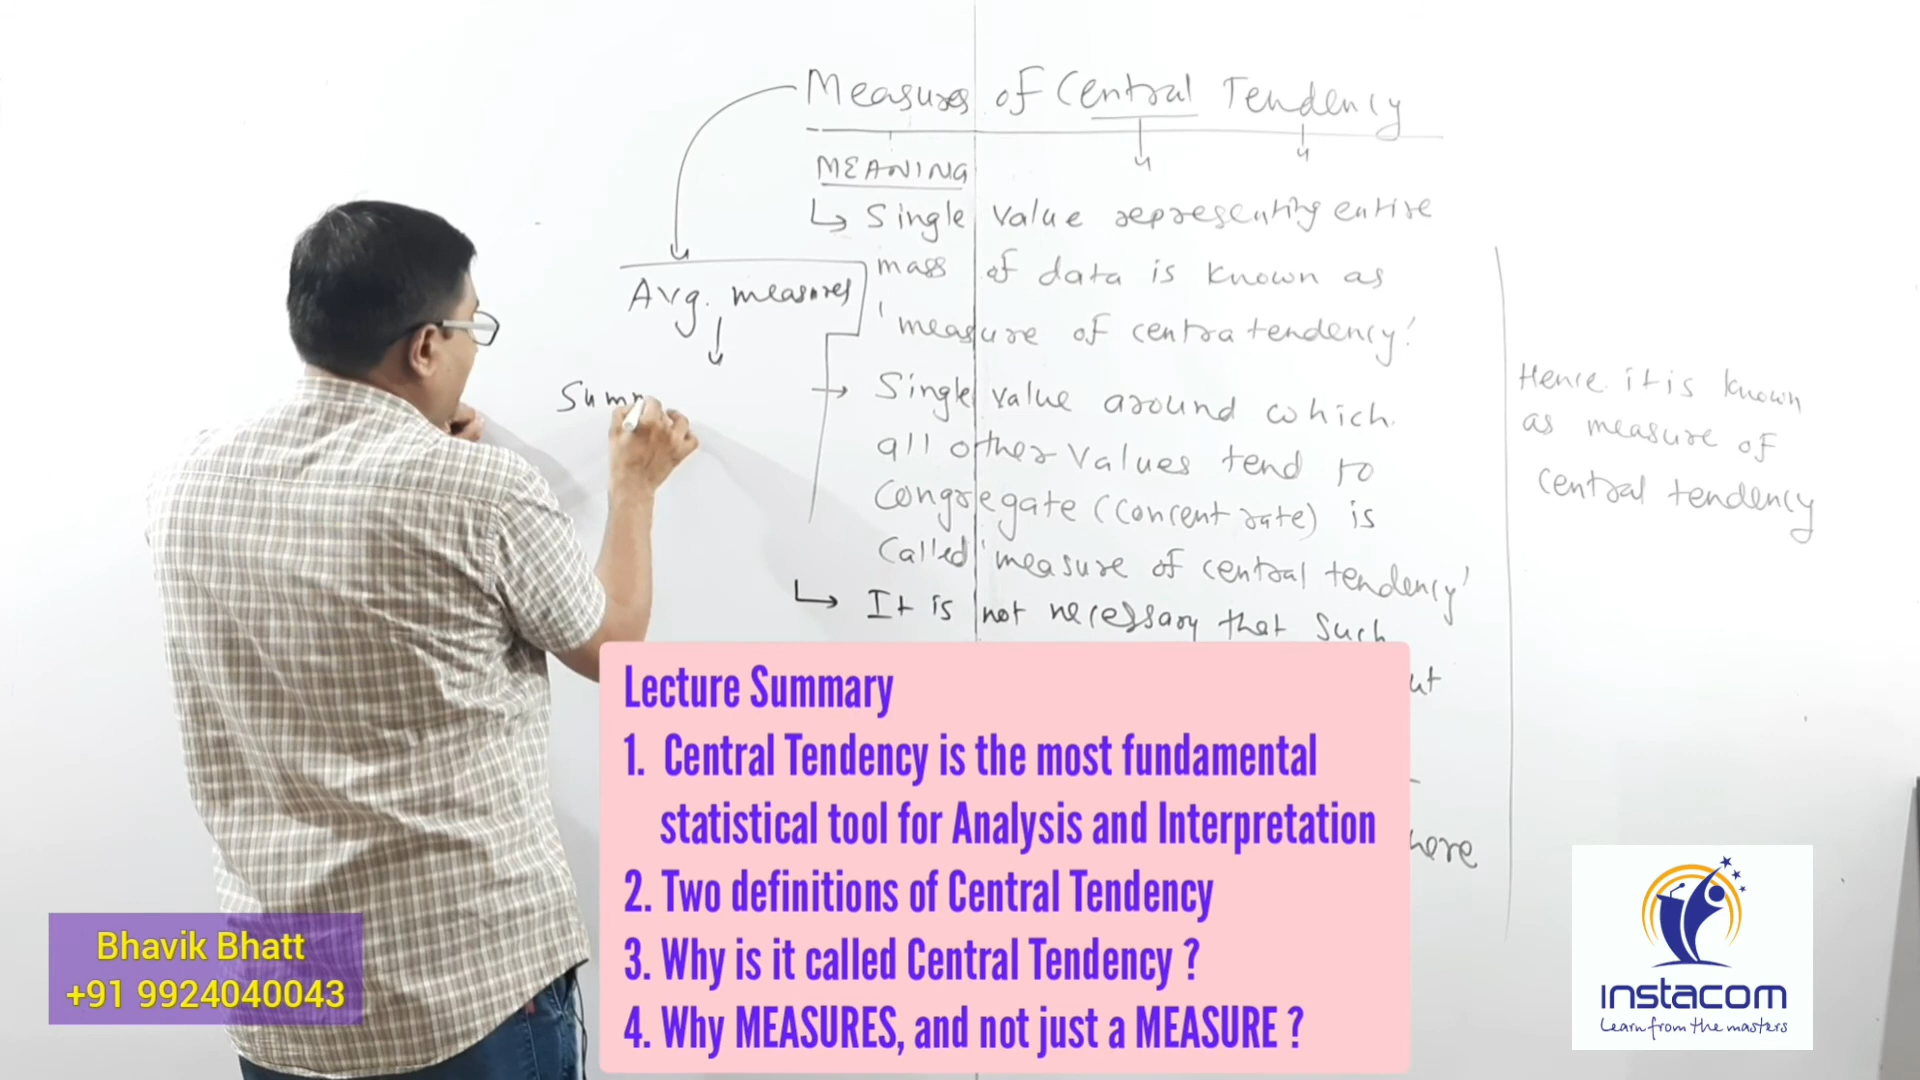 Measures of Central Tendency
MEANING
↳ Single value representing entire
mass of data is known as
'measure of centra tendency'
Avg. measures
Summ
→ Single value around which
all other values tend to
congregate (concentrate) is
called 'measure of central tendency'
↳ It is not necessary that such
ut
here
Hence it is known
as measure of
central tendency
Lecture Summary
1. Central Tendency is the most fundamental
statistical tool for Analysis and Interpretation
2. Two definitions of Central Tendency
3. Why is it called Central Tendency ?
4. Why MEASURES, and not just a MEASURE ?
Bhavik Bhatt
+91 9924040043
instacom
Learn from the masters